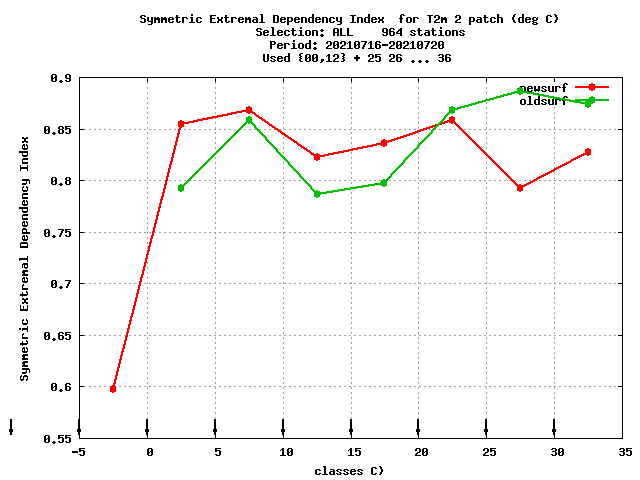 Symmetric Extremal Dependency Index  for T2m 2 patch (deg C)
Selection: ALL    964 stations
Period: 20210716-20210720
Used {00,12} + 25 26 ... 36
newsurf
oldsurf
Symmetric Extremal Dependency Index
0.9
0.85
0.8
0.75
0.7
0.65
0.6
0.55
-5 0 5 10 15 20 25 30 35
classes C)